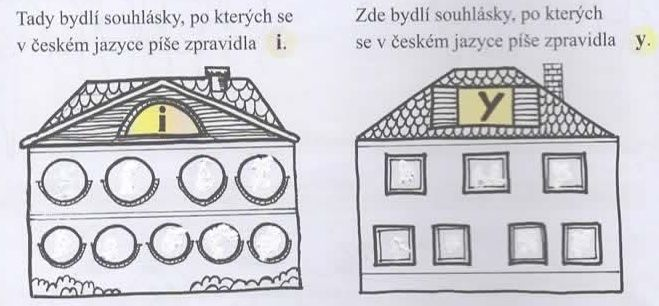 Tady bydlí souhlásky, po kterých se
v českém jazyce píše zpravidla i.
i
Zde bydlí souhlásky, po kterých
se v českém jazyce píše zpravidla y.
y